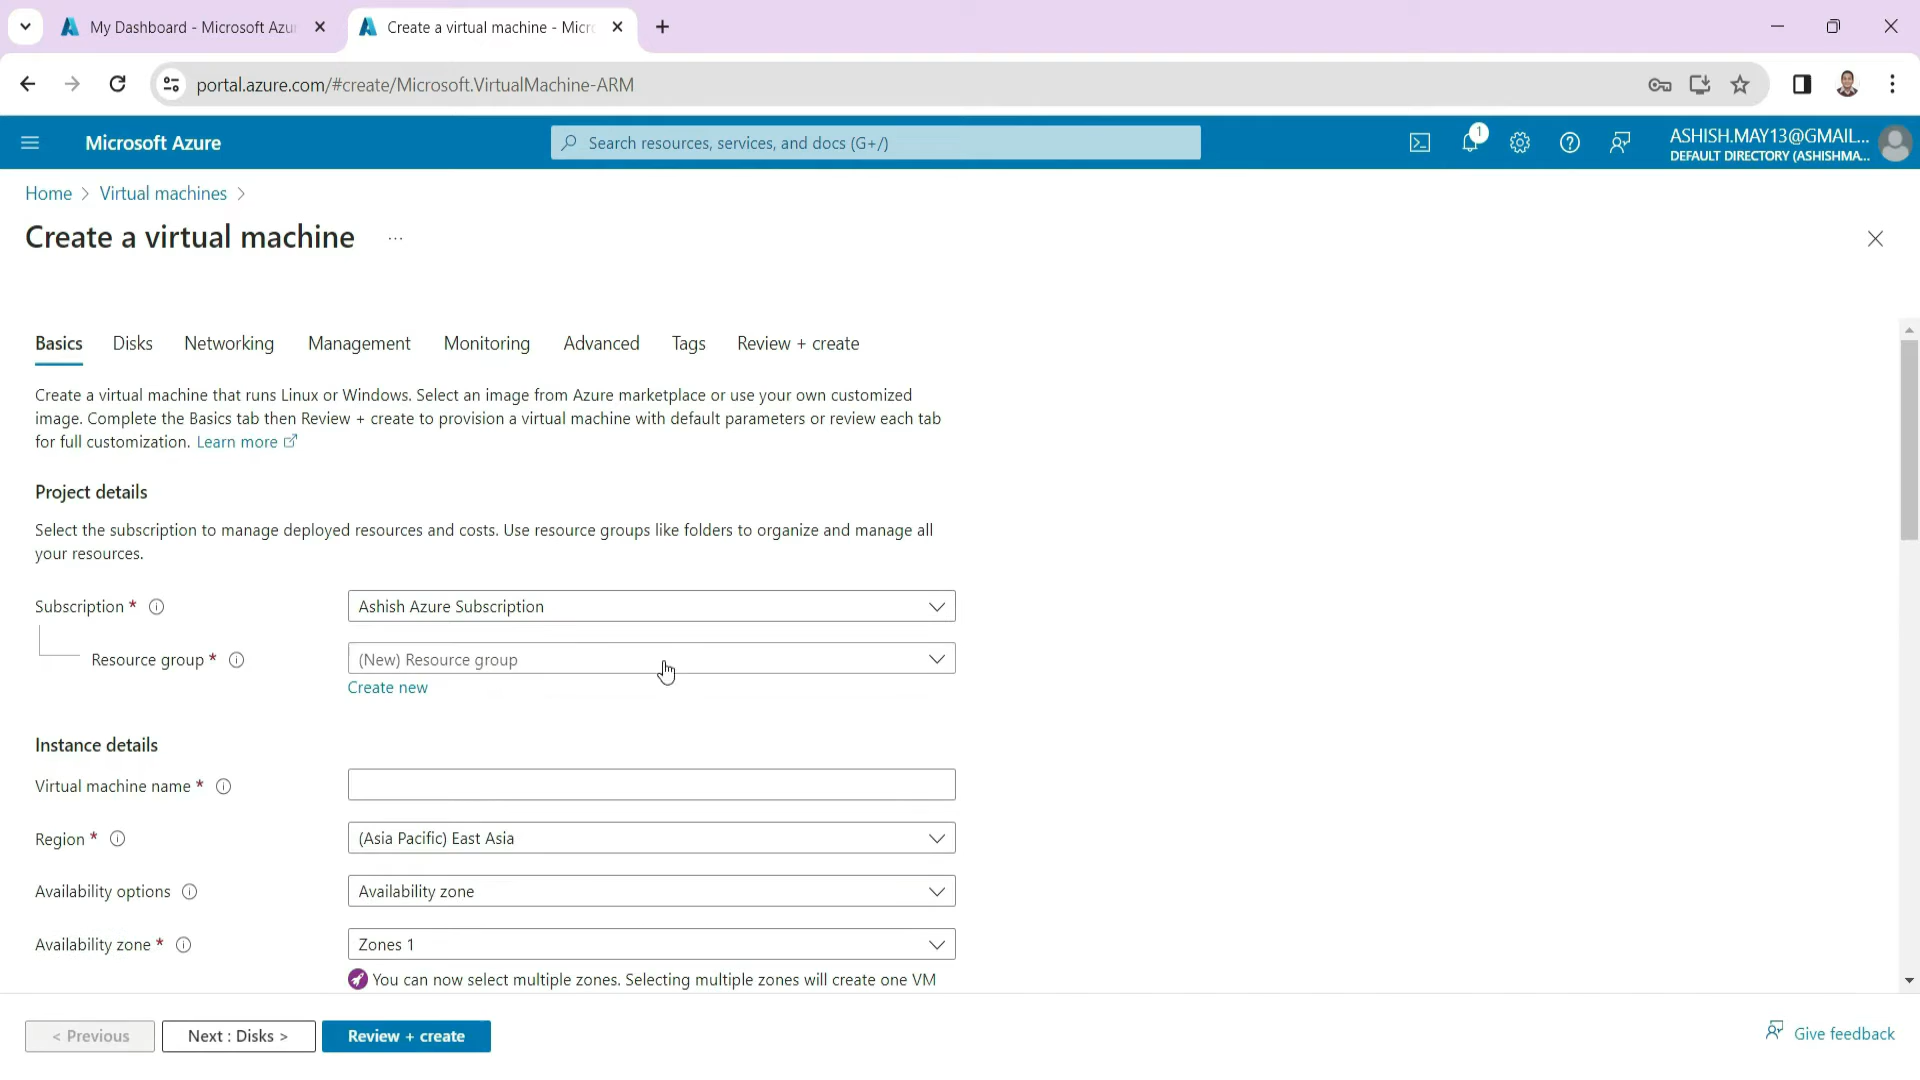 My Dashboard - Microsoft Azu
Create a virtual machine - Micr
portal.azure.com/#create/Microsoft.VirtualMachine-ARM
Microsoft Azure
Search resources, services, and docs (G+/)
1
ASHISH.MAY13@GMAIL...
DEFAULT DIRECTORY (ASHISHMA...
Home > Virtual machines >
Create a virtual machine ...
Basics Disks Networking Management Monitoring Advanced Tags Review + create
Create a virtual machine that runs Linux or Windows. Select an image from Azure marketplace or use your own customized
image. Complete the Basics tab then Review + create to provision a virtual machine with default parameters or review each tab
for full customization. Learn more
Project details
Select the subscription to manage deployed resources and costs. Use resource groups like folders to organize and manage all
your resources.
Subscription * Ashish Azure Subscription
Resource group * (New) Resource group
Create new
Instance details
Virtual machine name *
Region * (Asia Pacific) East Asia
Availability options Availability zone
Availability zone * Zones 1
You can now select multiple zones. Selecting multiple zones will create one VM
< Previous Next : Disks > Review + create Give feedback